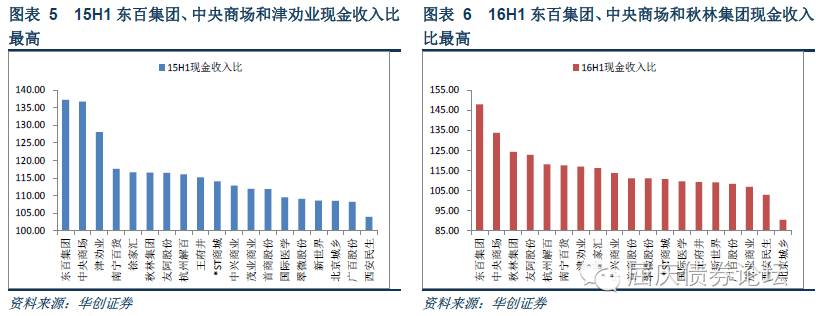 图表 5 15H1 东百集团、中央商场和津劝业现金收入比
最高
15H1现金收入比
140.00
135.00
130.00
125.00
120.00
115.00
110.00
105.00
100.00
东百集团
中央商场
津劝业
南宁百货
徐家汇
秋林集团
友阿股份
杭州解百
王府井
*ST商城
中兴商业
茂业商业
首商股份
国际医学
翠微股份
新世界
北京城乡
广百股份
西安民生
资料来源：华创证券
图表 6 16H1 东百集团、中央商场和秋林集团现金收入
比最高
16H1现金收入比
155.00
145.00
135.00
125.00
115.00
105.00
95.00
85.00
东百集团
中央商场
秋林集团
友阿股份
杭州解百
南宁百货
津劝业
徐家汇
中兴商业
首商股份
翠微股份
*ST商城
国际医学
王府井
新世界
广百股份
茂业商业
西安民生
北京城乡
屈庆债券论坛
资料来源：华创证券